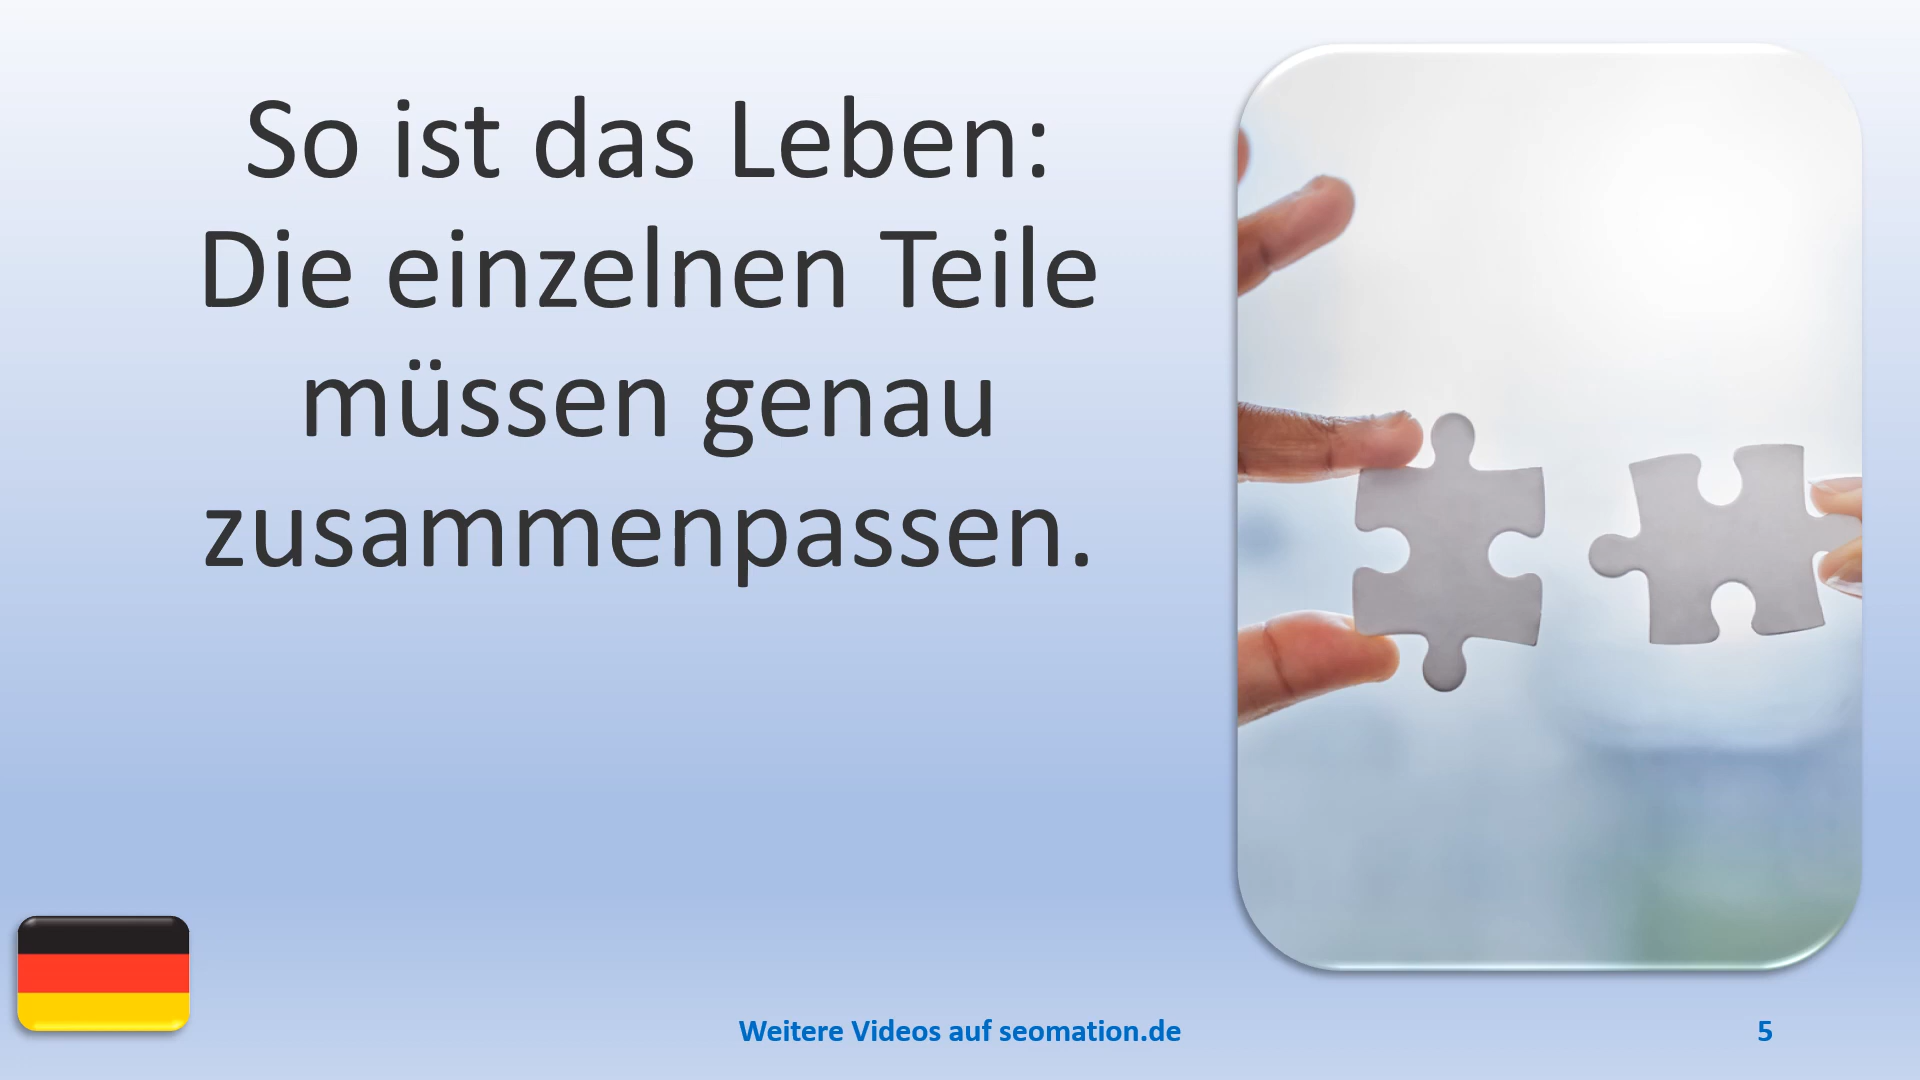 So ist das Leben:
Die einzelnen Teile
müssen genau
zusammenpassen.
Weitere Videos auf seomation.de
5